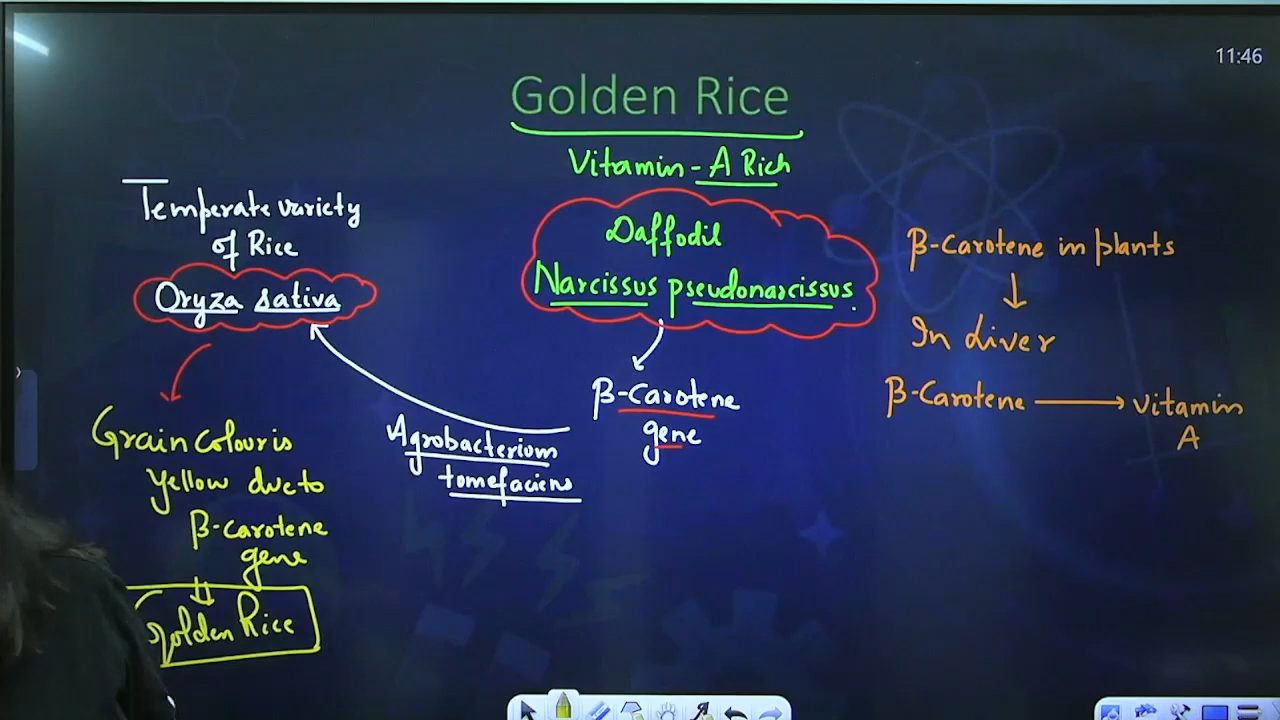 11:46
Golden Rice
Vitamin-A Rich
Temperate variety
of Rice
Oryza sativa
Grain colour is
Yellow due to
β-carotene
gene
Golden Rice
Daffodil
Narcissus pseudonarcissus.
β-Carotene
gene
Agrobacterium
tomefaciens
β-Carotene in plants
In liver
β-Carotene → vitamin
A